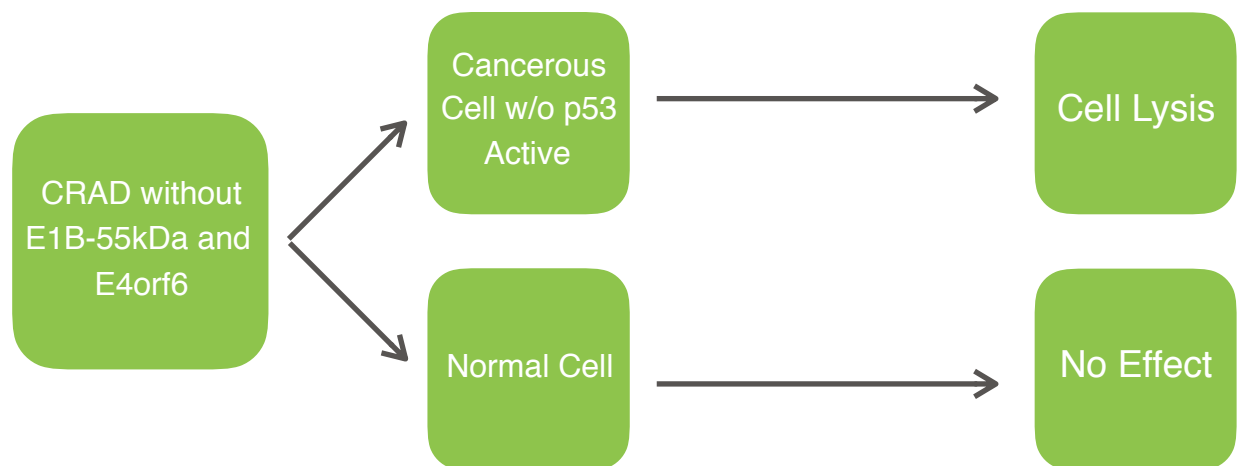 CRAD without
E1B-55kDa and
E4orf6
Cancerous
Cell w/o p53
Active
Cell Lysis
Normal Cell
No Effect